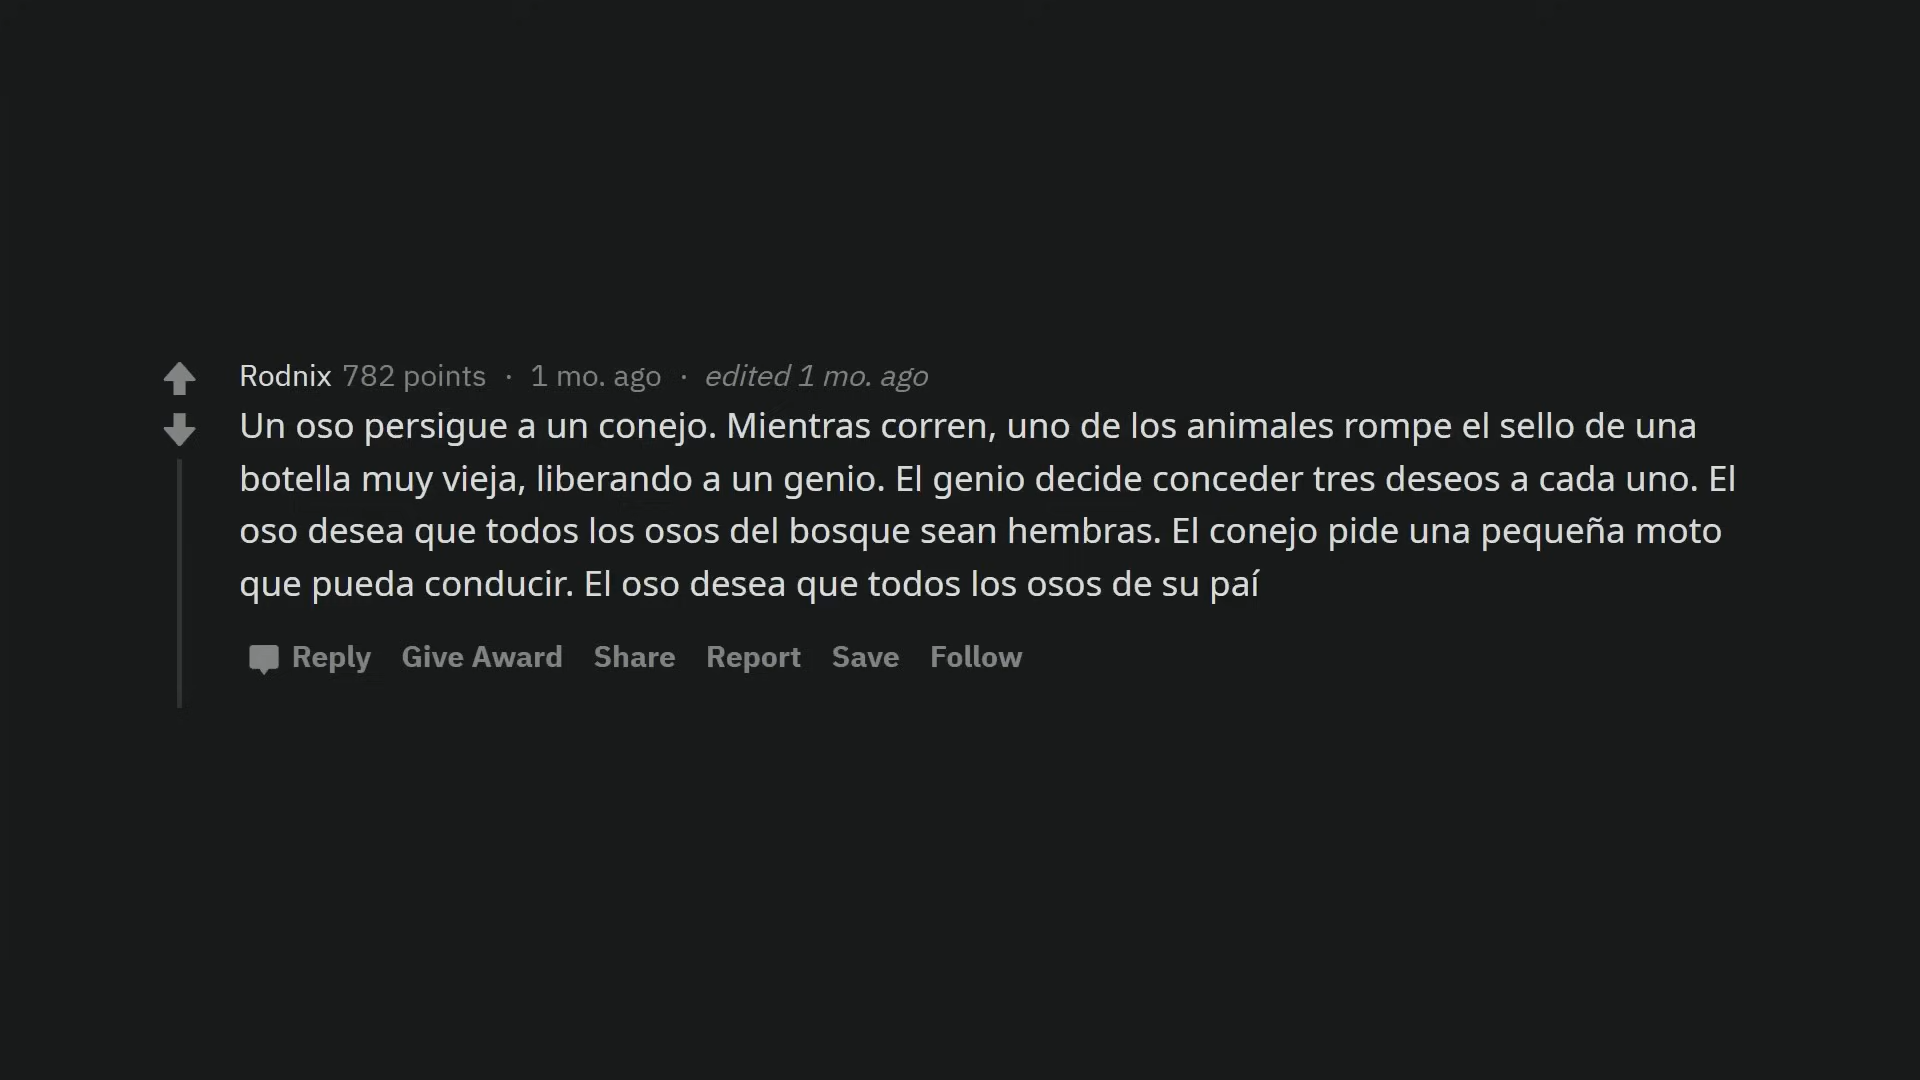 Rodnix 782 points · 1 mo. ago · edited 1 mo. ago
Un oso persigue a un conejo. Mientras corren, uno de los animales rompe el sello de una
botella muy vieja, liberando a un genio. El genio decide conceder tres deseos a cada uno. El
oso desea que todos los osos del bosque sean hembras. El conejo pide una pequeña moto
que pueda conducir. El oso desea que todos los osos de su paí
Reply Give Award Share Report Save Follow